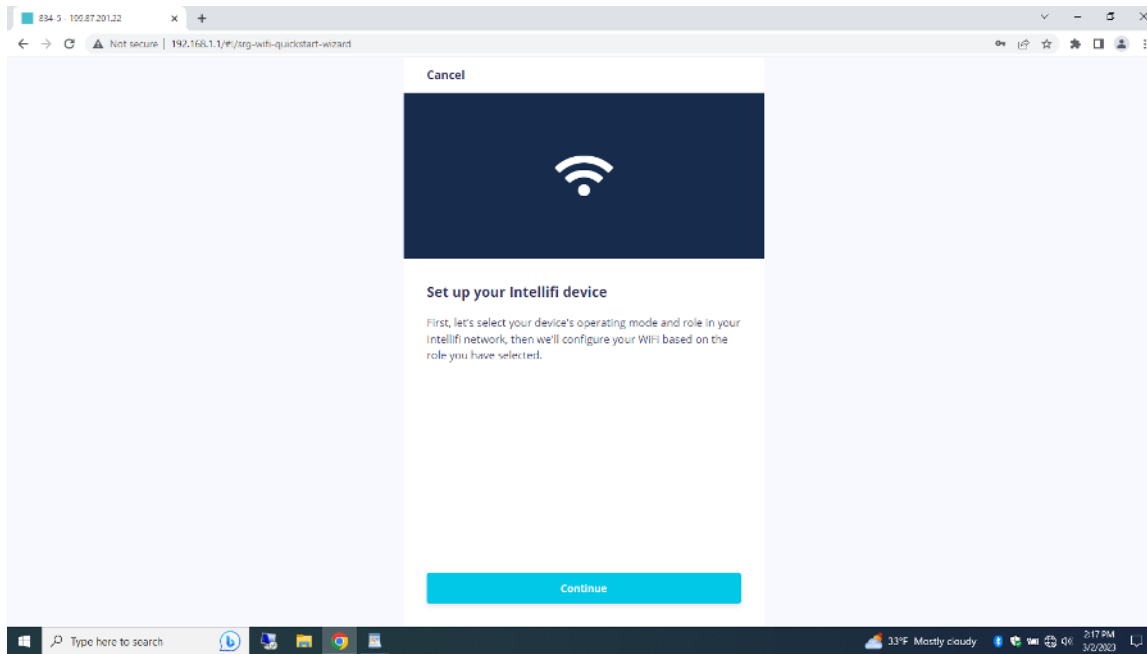 834-5 - 199.87.201.22
Not secure | 192.168.1.1/#:/srg-wifi-quickstart-wizard
Cancel
Set up your Intellifi device
First, let's select your device's operating mode and role in your
Intellifi network, then we'll configure your WiFi based on the
role you have selected.
Continue
Type here to search
33°F Mostly cloudy
2:17 PM
3/2/2023